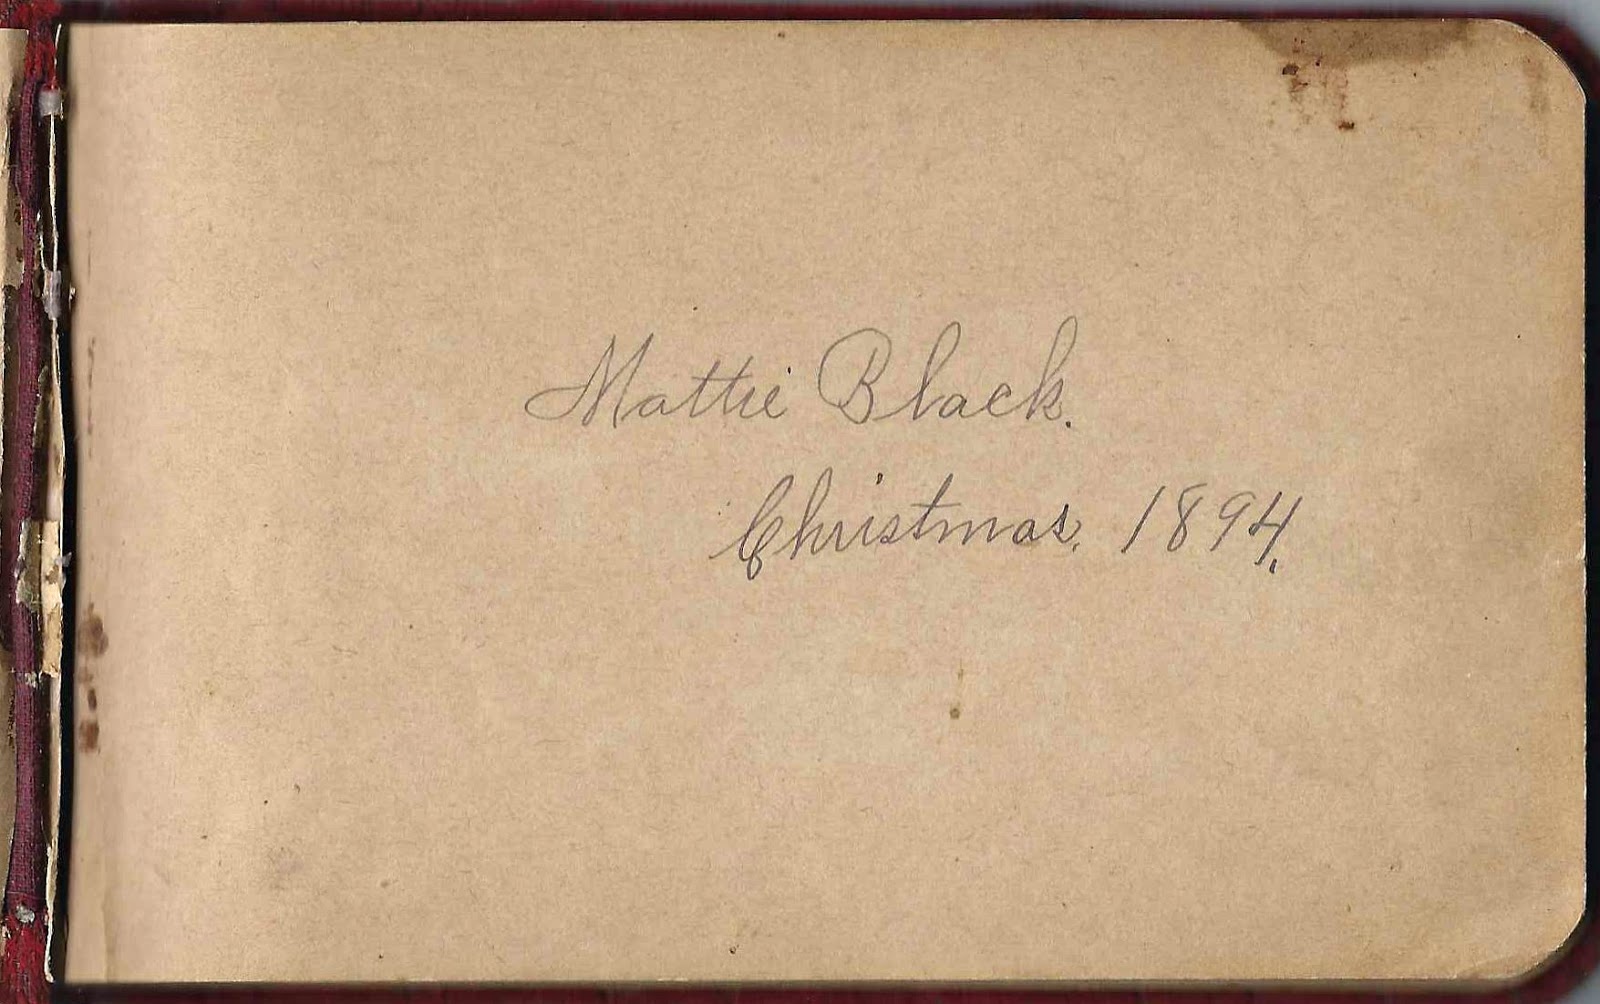 Mattie Black.
Christmas, 1894.